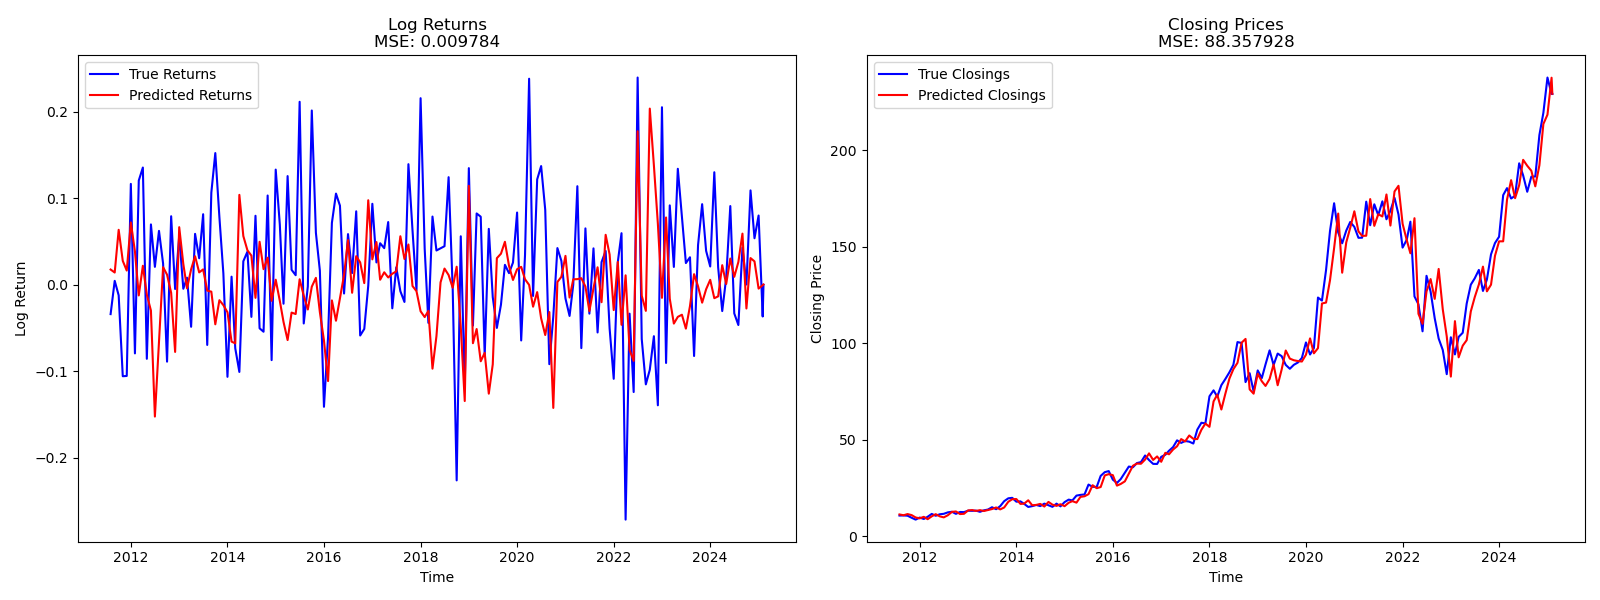 Log Returns
MSE: 0.009784
True Returns
Predicted Returns
0.2
0.1
0.0
−0.1
−0.2
Log Return
2012 2014 2016 2018 2020 2022 2024
Time
Closing Prices
MSE: 88.357928
True Closings
Predicted Closings
200
150
100
50
0
Closing Price
2012 2014 2016 2018 2020 2022 2024
Time